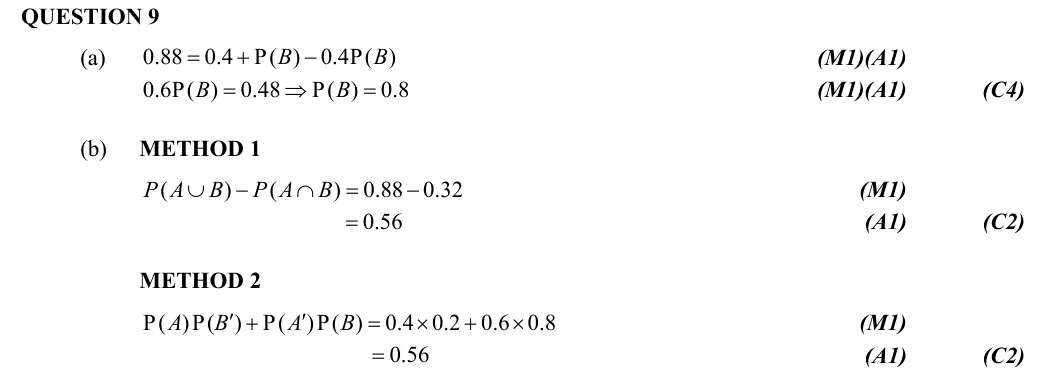 QUESTION 9
(a) 0.88 = 0.4 + P(B) − 0.4P(B) (M1)(A1)
0.6P(B) = 0.48 ⇒ P(B) = 0.8 (M1)(A1) (C4)
(b) METHOD 1
P(A ∪ B) − P(A ∩ B) = 0.88 − 0.32 (M1)
= 0.56 (A1) (C2)
METHOD 2
P(A)P(B′) + P(A′)P(B) = 0.4 × 0.2 + 0.6 × 0.8 (M1)
= 0.56 (A1) (C2)